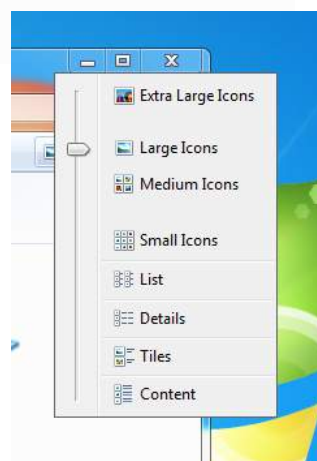 Extra Large Icons
Large Icons
Medium Icons
Small Icons
List
Details
Tiles
Content